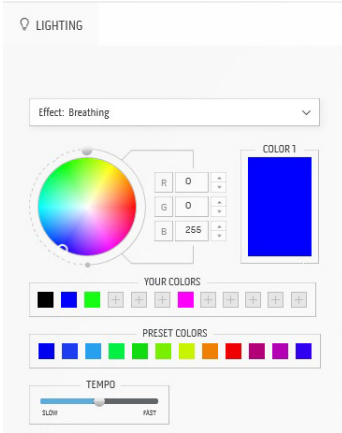 LIGHTING
Effect: Breathing
COLOR 1
R 0
G 0
B 255
YOUR COLORS
PRESET COLORS
TEMPO
SLOW FAST